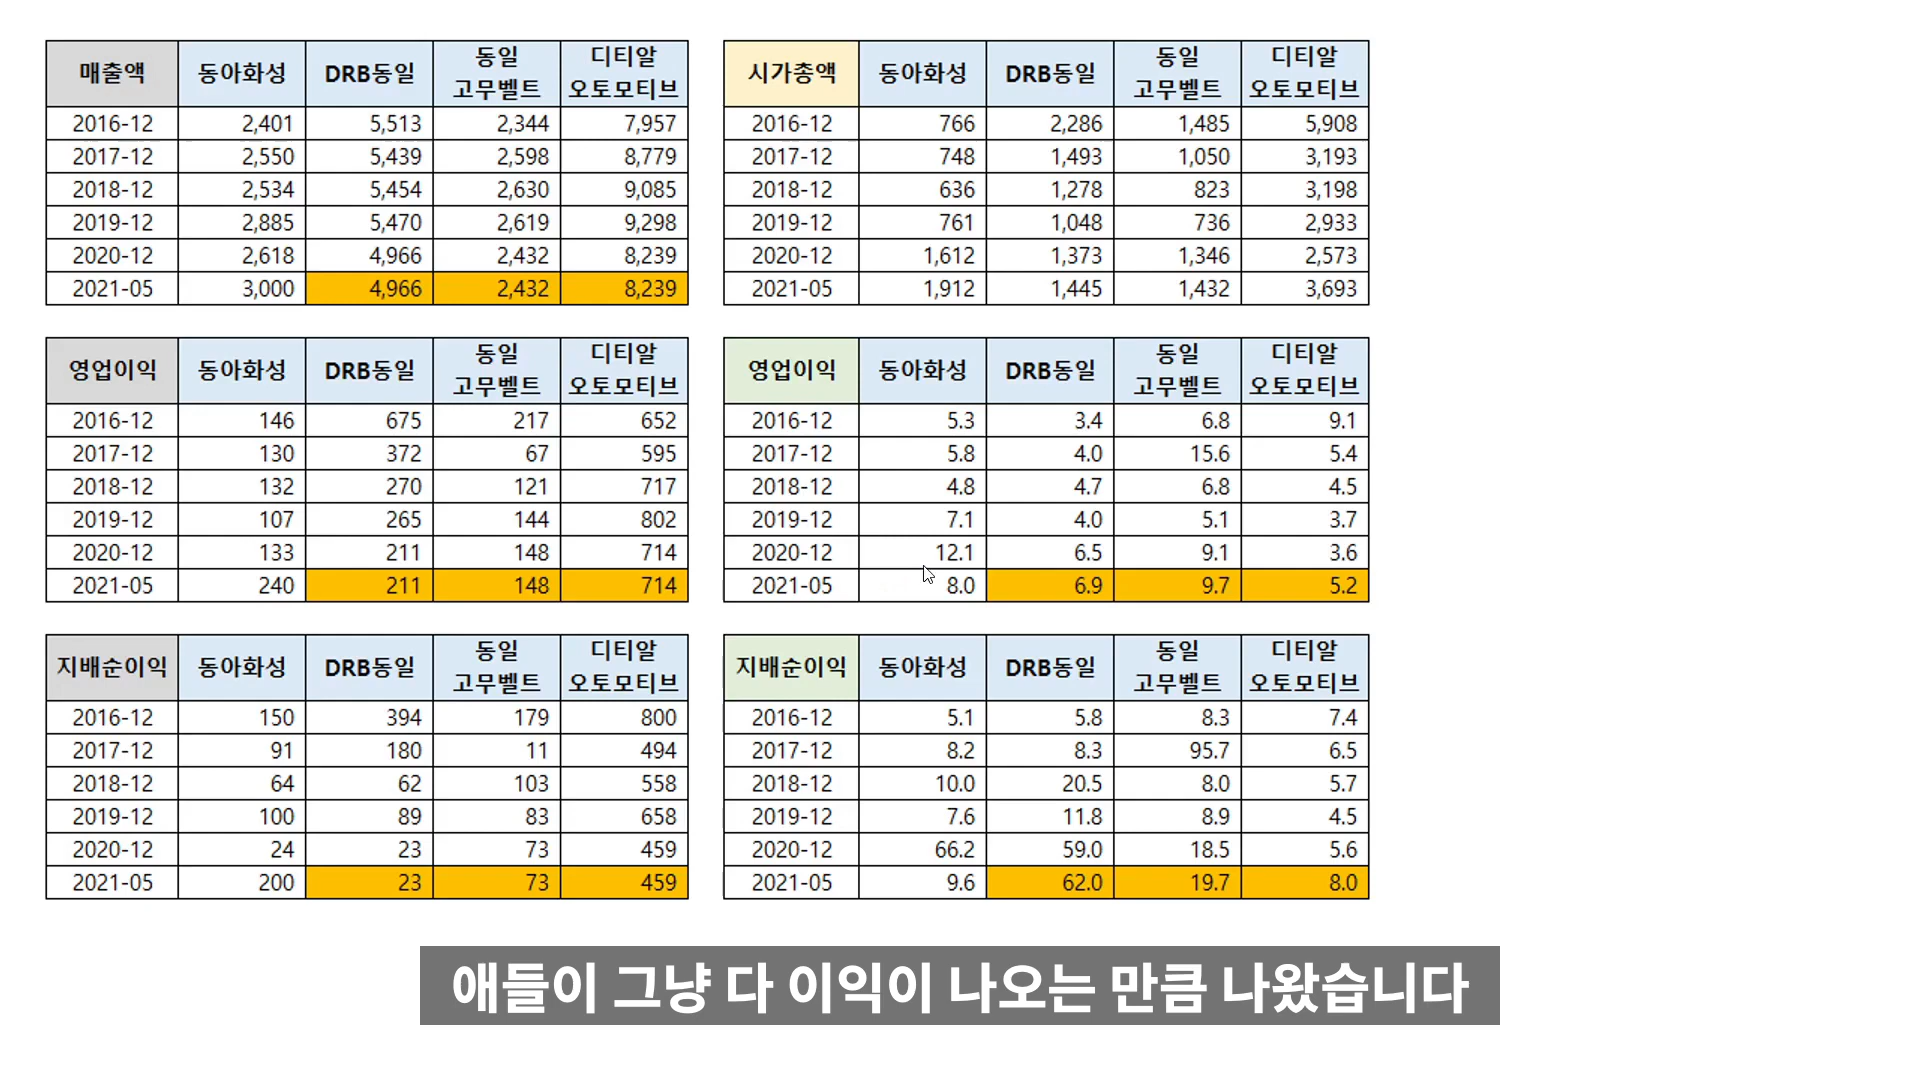 매출액 동아화성 DRB동일 동일 고무벨트 디티알 오토모티브
2016-12 2,401 5,513 2,344 7,957
2017-12 2,550 5,439 2,598 8,779
2018-12 2,534 5,454 2,630 9,085
2019-12 2,885 5,470 2,619 9,298
2020-12 2,618 4,966 2,432 8,239
2021-05 3,000 4,966 2,432 8,239
시가총액 동아화성 DRB동일 동일 고무벨트 디티알 오토모티브
2016-12 766 2,286 1,485 5,908
2017-12 748 1,493 1,050 3,193
2018-12 636 1,278 823 3,198
2019-12 761 1,048 736 2,933
2020-12 1,612 1,373 1,346 2,573
2021-05 1,912 1,445 1,432 3,693
영업이익 동아화성 DRB동일 동일 고무벨트 디티알 오토모티브
2016-12 146 675 217 652
2017-12 130 372 67 595
2018-12 132 270 121 717
2019-12 107 265 144 802
2020-12 133 211 148 714
2021-05 240 211 148 714
영업이익 동아화성 DRB동일 동일 고무벨트 디티알 오토모티브
2016-12 5.3 3.4 6.8 9.1
2017-12 5.8 4.0 15.6 5.4
2018-12 4.8 4.7 6.8 4.5
2019-12 7.1 4.0 5.1 3.7
2020-12 12.1 6.5 9.1 3.6
2021-05 8.0 6.9 9.7 5.2
지배순이익 동아화성 DRB동일 동일 고무벨트 디티알 오토모티브
2016-12 150 394 179 800
2017-12 91 180 11 494
2018-12 64 62 103 558
2019-12 100 89 83 658
2020-12 24 23 73 459
2021-05 200 23 73 459
지배순이익 동아화성 DRB동일 동일 고무벨트 디티알 오토모티브
2016-12 5.1 5.8 8.3 7.4
2017-12 8.2 8.3 95.7 6.5
2018-12 10.0 20.5 8.0 5.7
2019-12 7.6 11.8 8.9 4.5
2020-12 66.2 59.0 18.5 5.6
2021-05 9.6 62.0 19.7 8.0
애들이 그냥 다 이익이 나오는 만큼 나왔습니다